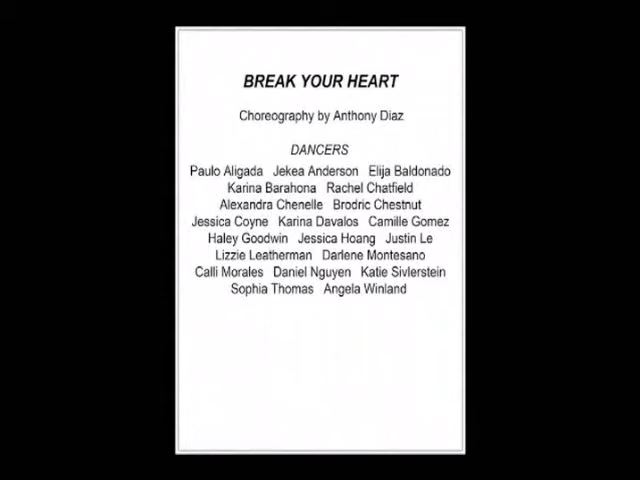 BREAK YOUR HEART
Choreography by Anthony Diaz
DANCERS
Paulo Aligada Jekea Anderson Elija Baldonado
Karina Barahona Rachel Chatfield
Alexandra Chenelle Brodric Chestnut
Jessica Coyne Karina Davalos Camille Gomez
Haley Goodwin Jessica Hoang Justin Le
Lizzie Leatherman Darlene Montesano
Calli Morales Daniel Nguyen Katie Sivlerstein
Sophia Thomas Angela Winland